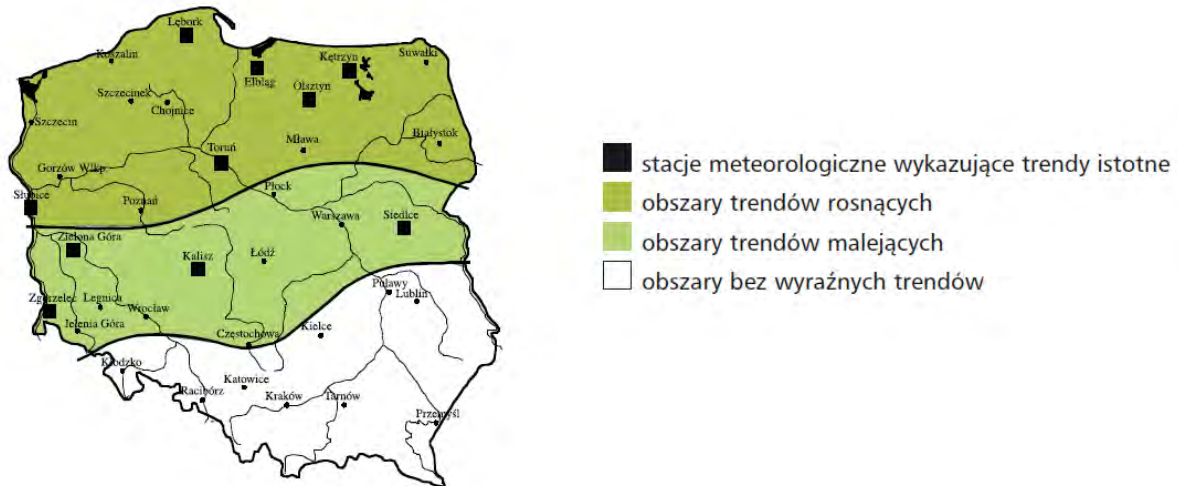 Lębork
Koszalin
Kętrzyn
Suwałki
Elbląg
Olsztyn
Szczecinek
Chojnice
Szczecin
Białystok
Mława
Toruń
Gorzów Wlkp.
Płock
Słubice
Poznań
Warszawa
Siedlce
Zielona Góra
Kalisz
Łódź
Puławy
Lublin
Zgorzelec
Legnica
Wrocław
Jelenia Góra
Częstochowa
Kielce
Kłodzko
Katowice
Racibórz
Kraków
Tarnów
Przemyśl
stacje meteorologiczne wykazujące trendy istotne
obszary trendów rosnących
obszary trendów malejących
obszary bez wyraźnych trendów